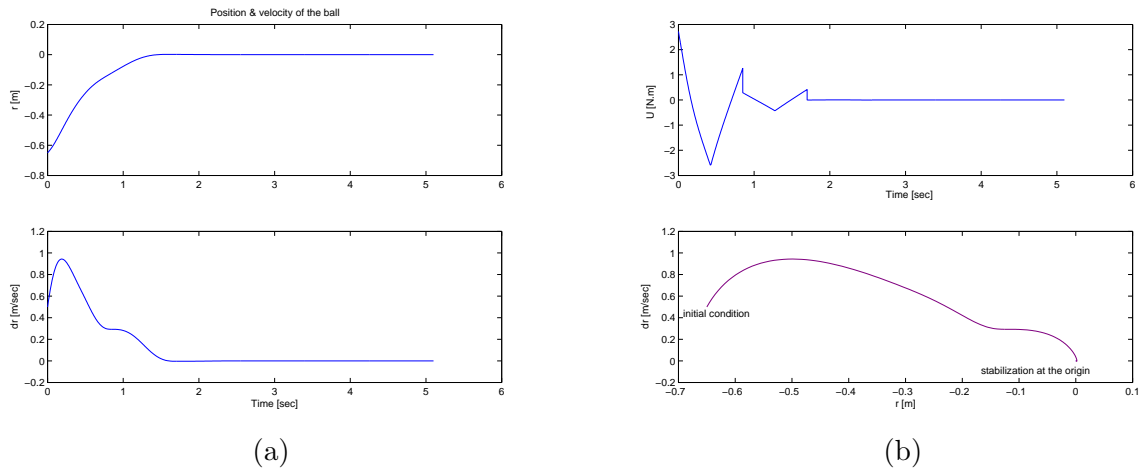 Position & velocity of the ball
0.2
0
−0.2
−0.4
−0.6
−0.8
r [m]
0 1 2 3 4 5 6
1.2
1
0.8
0.6
0.4
0.2
0
−0.2
dr [m/sec]
0 1 2 3 4 5 6
Time [sec]
(a)
3
2
1
0
−1
−2
−3
U [N.m]
0 1 2 3 4 5 6
Time [sec]
1.2
1
0.8
0.6
0.4
0.2
0
−0.2
dr [m/sec]
initial condition
stabilization at the origin
−0.7 −0.6 −0.5 −0.4 −0.3 −0.2 −0.1 0 0.1
r [m]
(b)